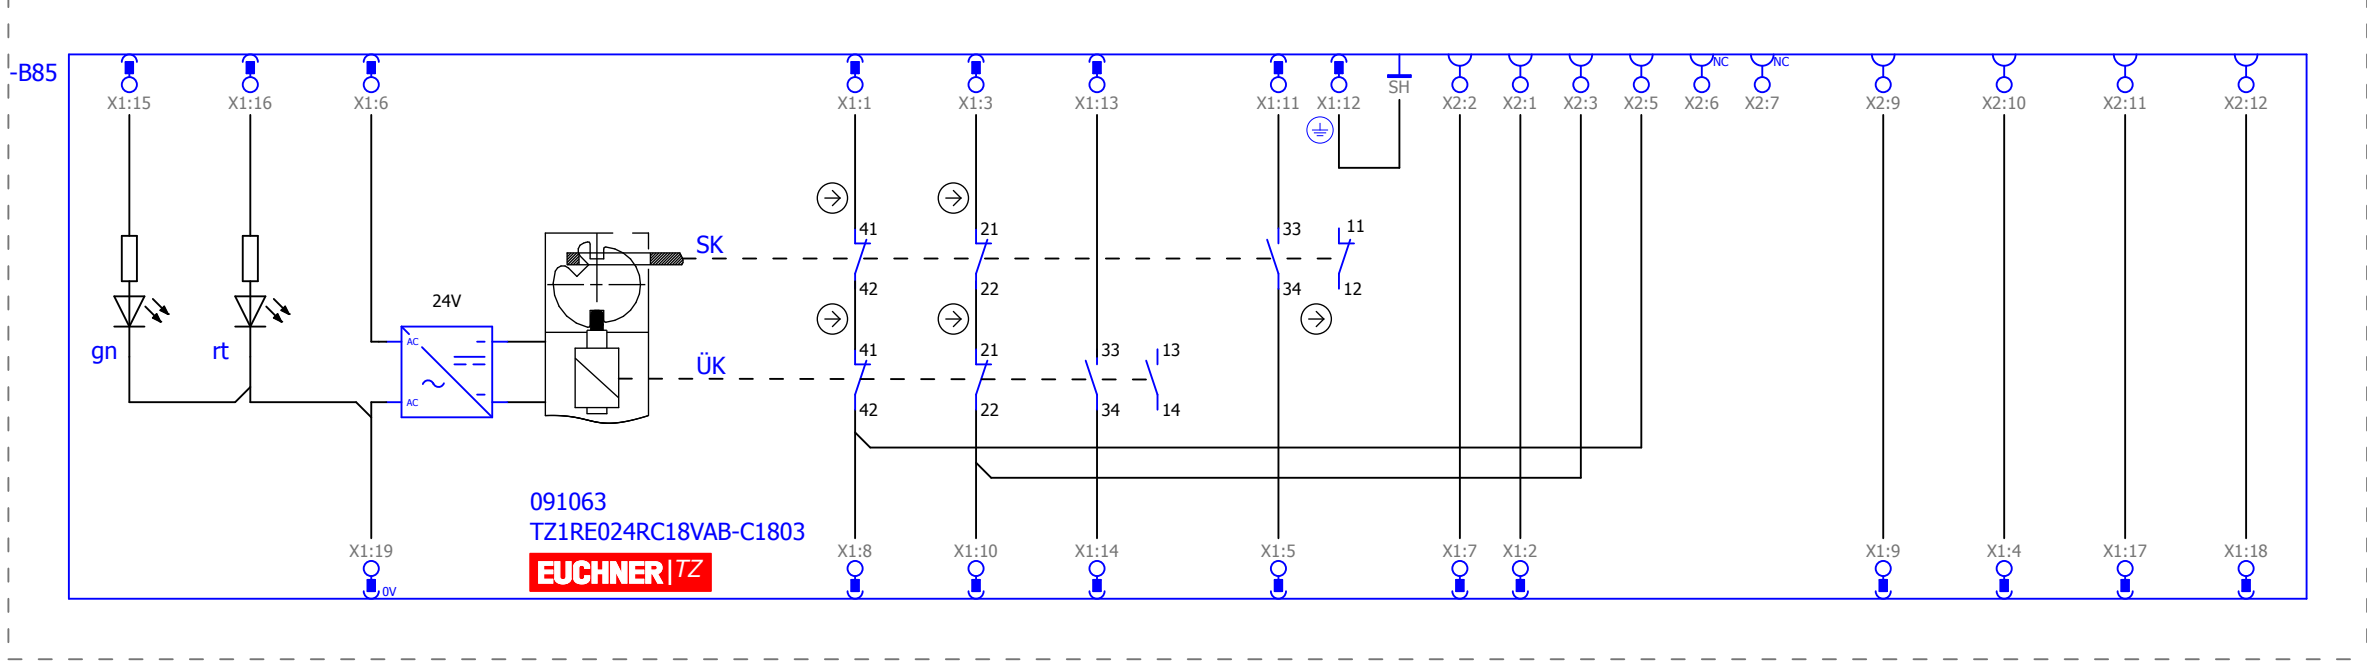 -B85
X1:15 X1:16 X1:6 X1:1 X1:3 X1:13 X1:11 X1:12 SH X2:2 X2:1 X2:3 X2:5 X2:6 NC X2:7 NC X2:9 X2:10 X2:11 X2:12
SK 41 21 33 11
42 22 34 12
24V
gn rt AC AC
ÜK 41 21 33 13
42 22 34 14
091063
TZ1RE024RC18VAB-C1803
EUCHNER|TZ
X1:19 X1:8 X1:10 X1:14 X1:5 X1:7 X1:2 X1:9 X1:4 X1:17 X1:18
0V